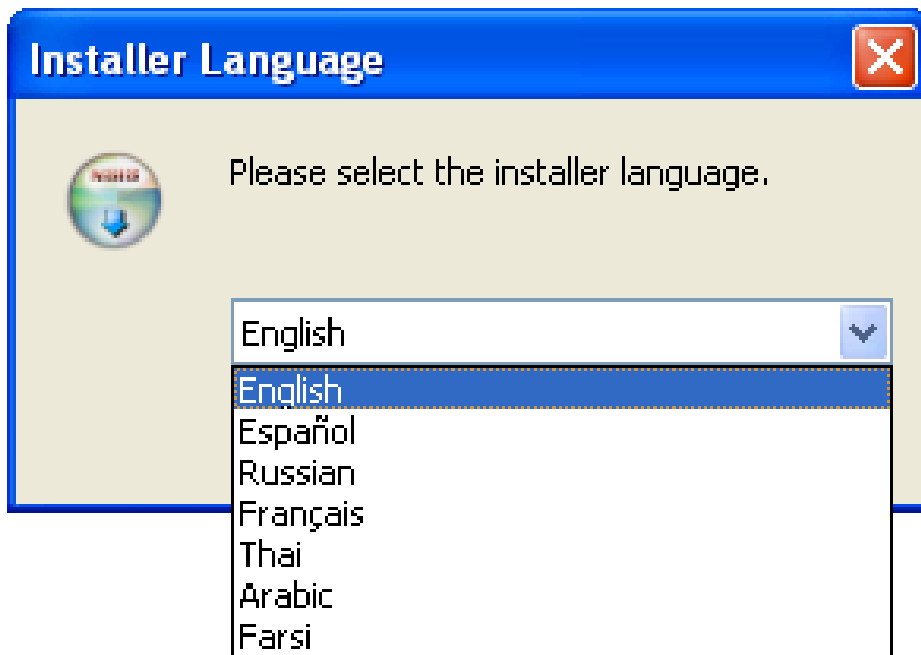 Installer Language
Please select the installer language.
English
English
Español
Russian
Français
Thai
Arabic
Farsi